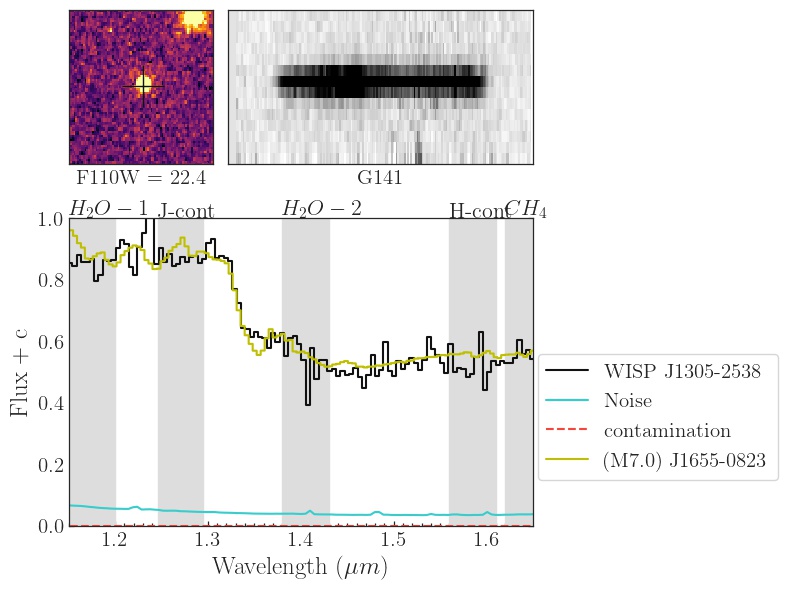 F110W = 22.4
G141
H₂O − 1
J-cont
H₂O − 2
H-cont
CH₄
1.0
0.8
0.6
0.4
0.2
0.0
Flux + c
1.2
1.3
1.4
1.5
1.6
Wavelength (μm)
WISP J1305-2538
Noise
contamination
(M7.0) J1655-0823